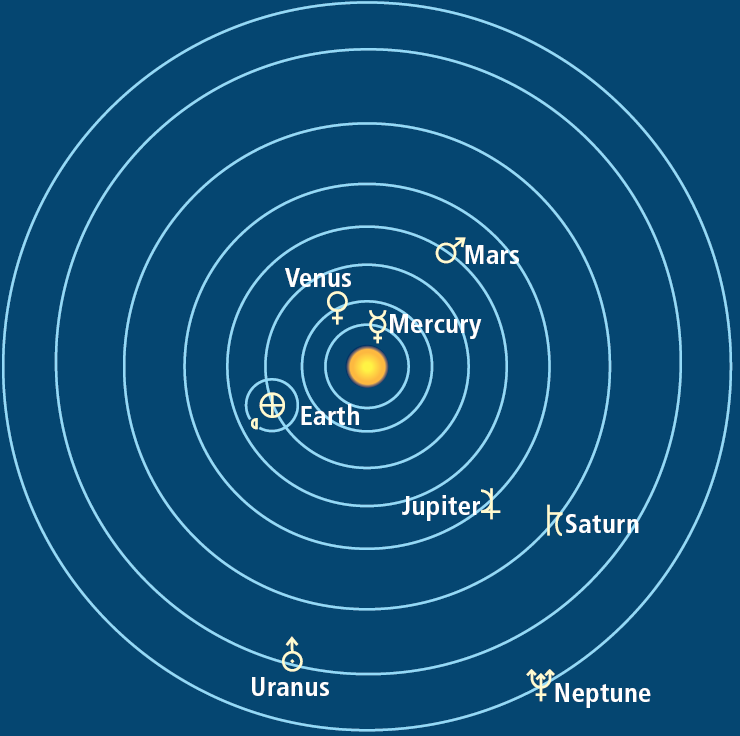 Mars
Venus
Mercury
Earth
Jupiter
Saturn
Uranus
Neptune